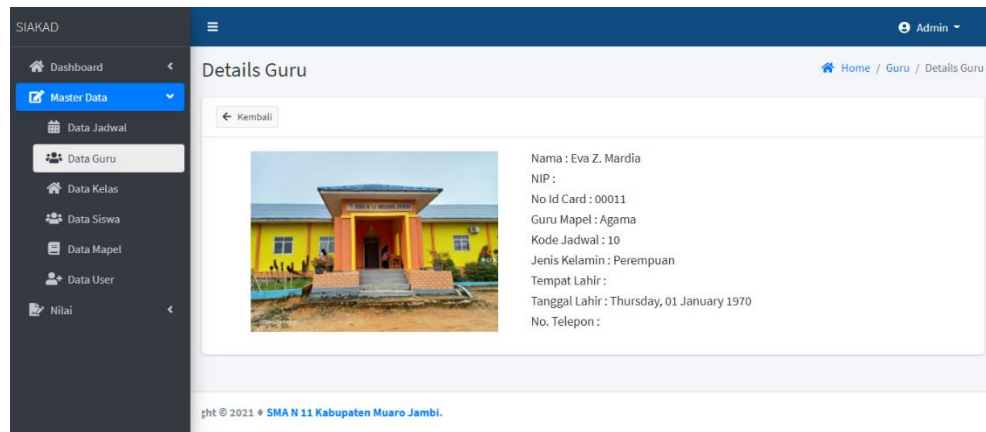 SIAKAD
Admin
Dashboard
Master Data
Data Jadwal
Data Guru
Data Kelas
Data Siswa
Data Mapel
Data User
Nilai
Details Guru
Home / Guru / Details Guru
Kembali
Nama : Eva Z. Mardia
NIP :
No Id Card : 00011
Guru Mapel : Agama
Kode Jadwal : 10
Jenis Kelamin : Perempuan
Tempat Lahir :
Tanggal Lahir : Thursday, 01 January 1970
No. Telepon :
ght © 2021 ♦ SMA N 11 Kabupaten Muaro Jambi.